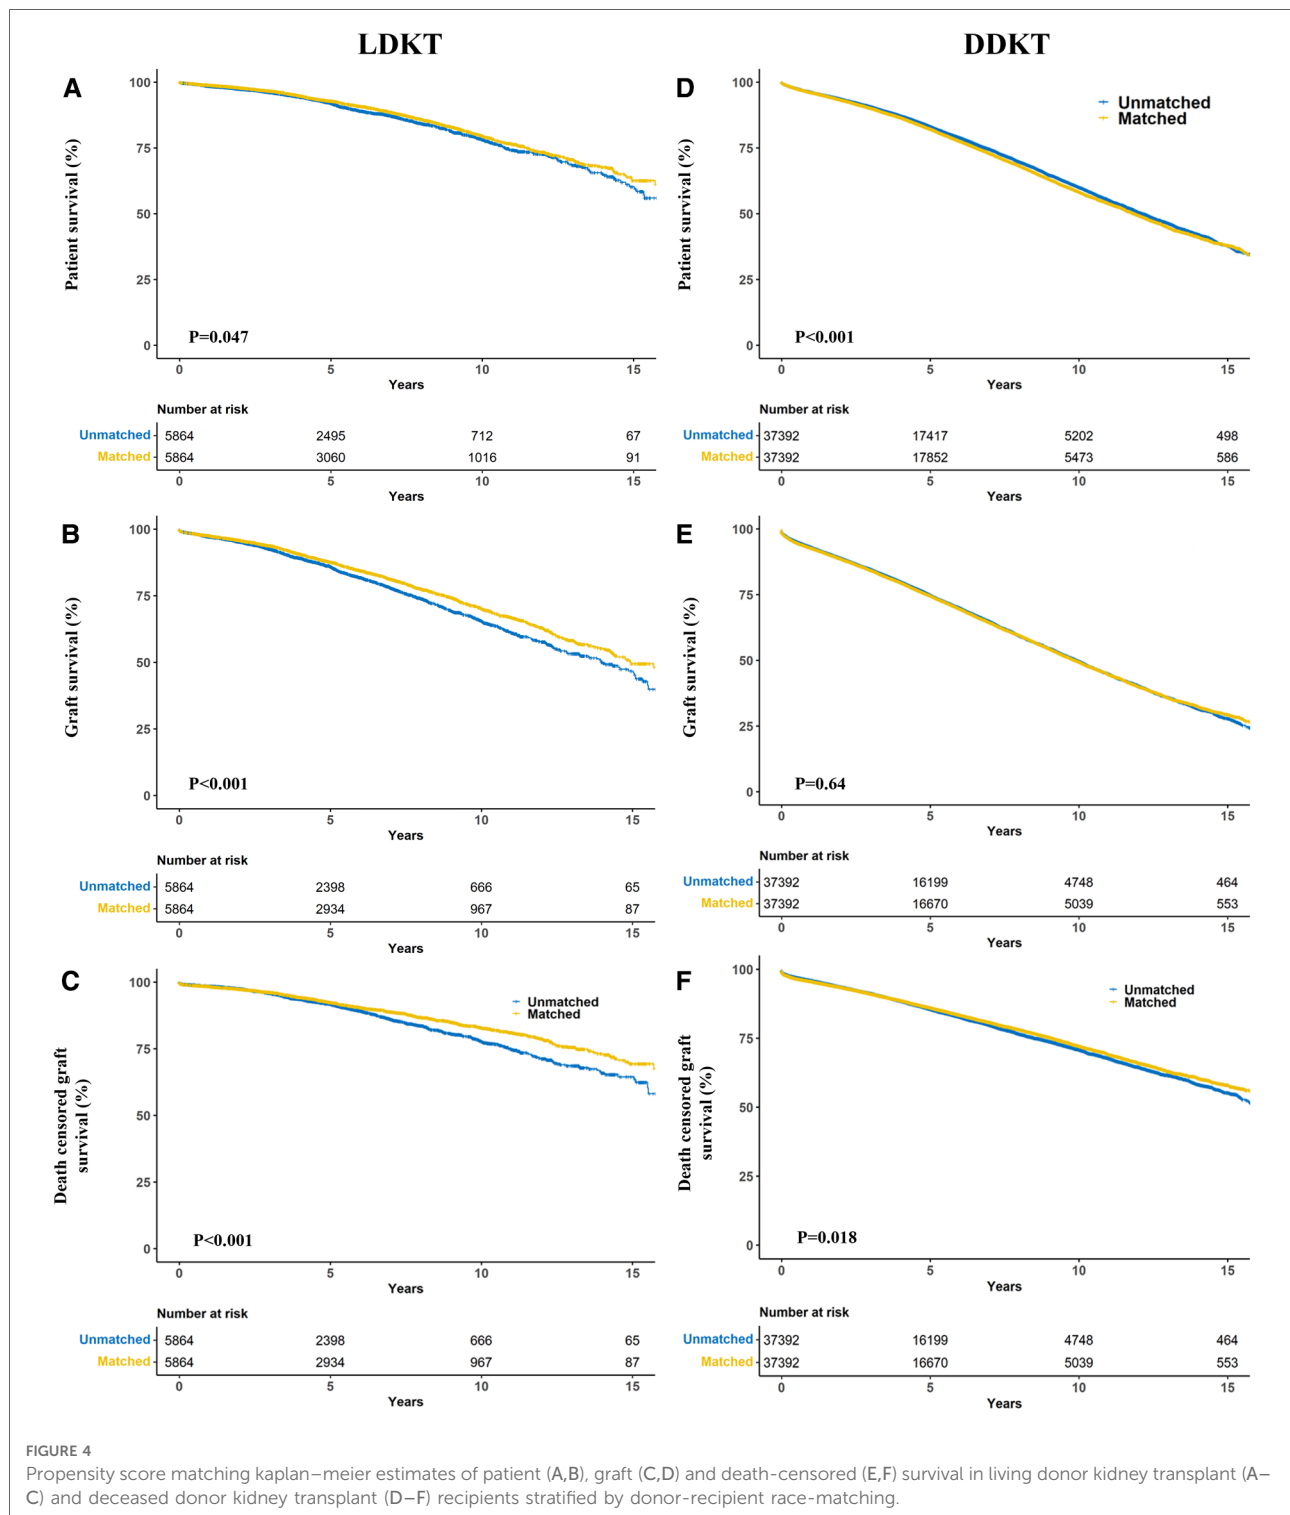 LDKT
DDKT
A
Patient survival (%)
100
75
50
25
0
P=0.047
0 5 10 15
Years
Number at risk
Unmatched 5864 2495 712 67
Matched 5864 3060 1016 91
0 5 10 15
Years
D
Patient survival (%)
100
75
50
25
0
Unmatched
Matched
P<0.001
0 5 10 15
Years
Number at risk
Unmatched 37392 17417 5202 498
Matched 37392 17852 5473 586
0 5 10 15
Years
B
Graft survival (%)
100
75
50
25
0
P<0.001
0 5 10 15
Years
Number at risk
Unmatched 5864 2398 666 65
Matched 5864 2934 967 87
0 5 10 15
Years
E
Graft survival (%)
100
75
50
25
0
P=0.64
0 5 10 15
Years
Number at risk
Unmatched 37392 16199 4748 464
Matched 37392 16670 5039 553
0 5 10 15
Years
C
Death censored graft
survival (%)
100
75
50
25
0
Unmatched
Matched
P<0.001
0 5 10 15
Years
Number at risk
Unmatched 5864 2398 666 65
Matched 5864 2934 967 87
0 5 10 15
Years
F
Death censored graft
survival (%)
100
75
50
25
0
Unmatched
Matched
P=0.018
0 5 10 15
Years
Number at risk
Unmatched 37392 16199 4748 464
Matched 37392 16670 5039 553
0 5 10 15
Years
FIGURE 4
Propensity score matching kaplan–meier estimates of patient (A,B), graft (C,D) and death-censored (E,F) survival in living donor kidney transplant (A–
C) and deceased donor kidney transplant (D–F) recipients stratified by donor-recipient race-matching.